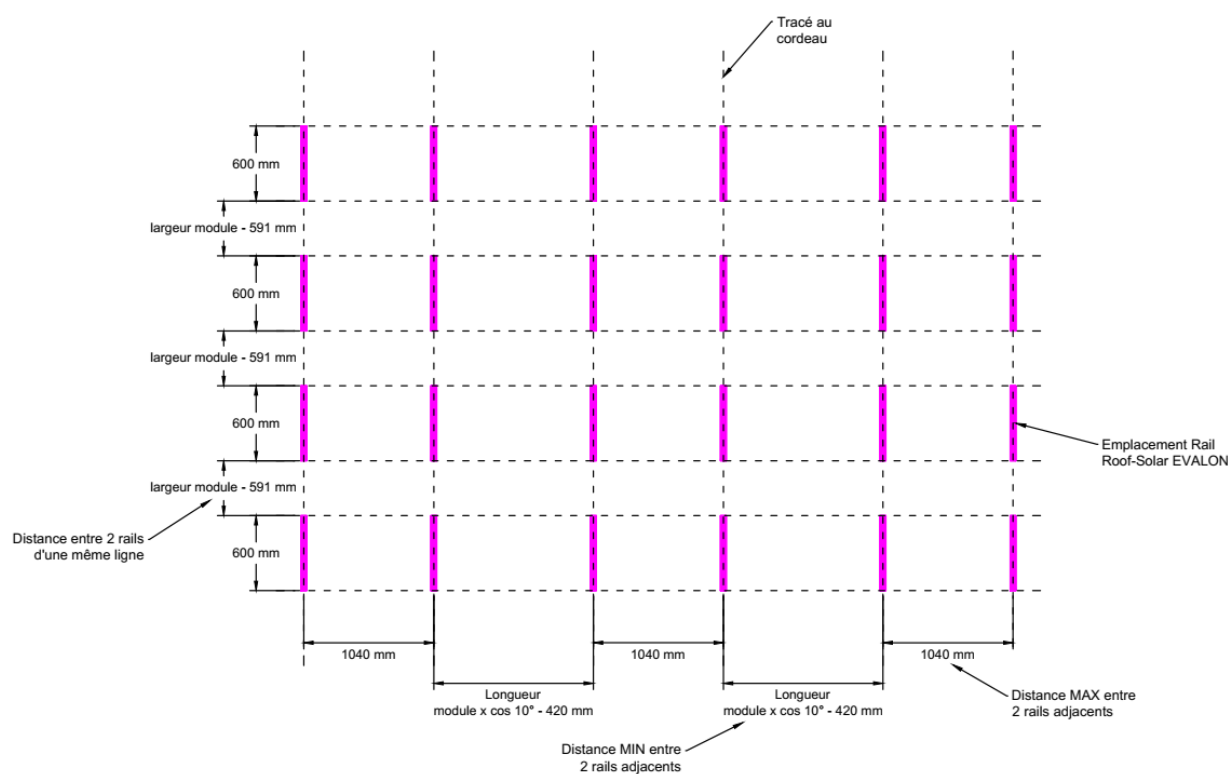 Tracé au
cordeau
600 mm
largeur module - 591 mm
600 mm
largeur module - 591 mm
600 mm
Emplacement Rail
Roof-Solar EVALON
largeur module - 591 mm
Distance entre 2 rails
d'une même ligne
600 mm
1040 mm
1040 mm
1040 mm
Longueur
module x cos 10° - 420 mm
Longueur
module x cos 10° - 420 mm
Distance MAX entre
2 rails adjacents
Distance MIN entre
2 rails adjacents